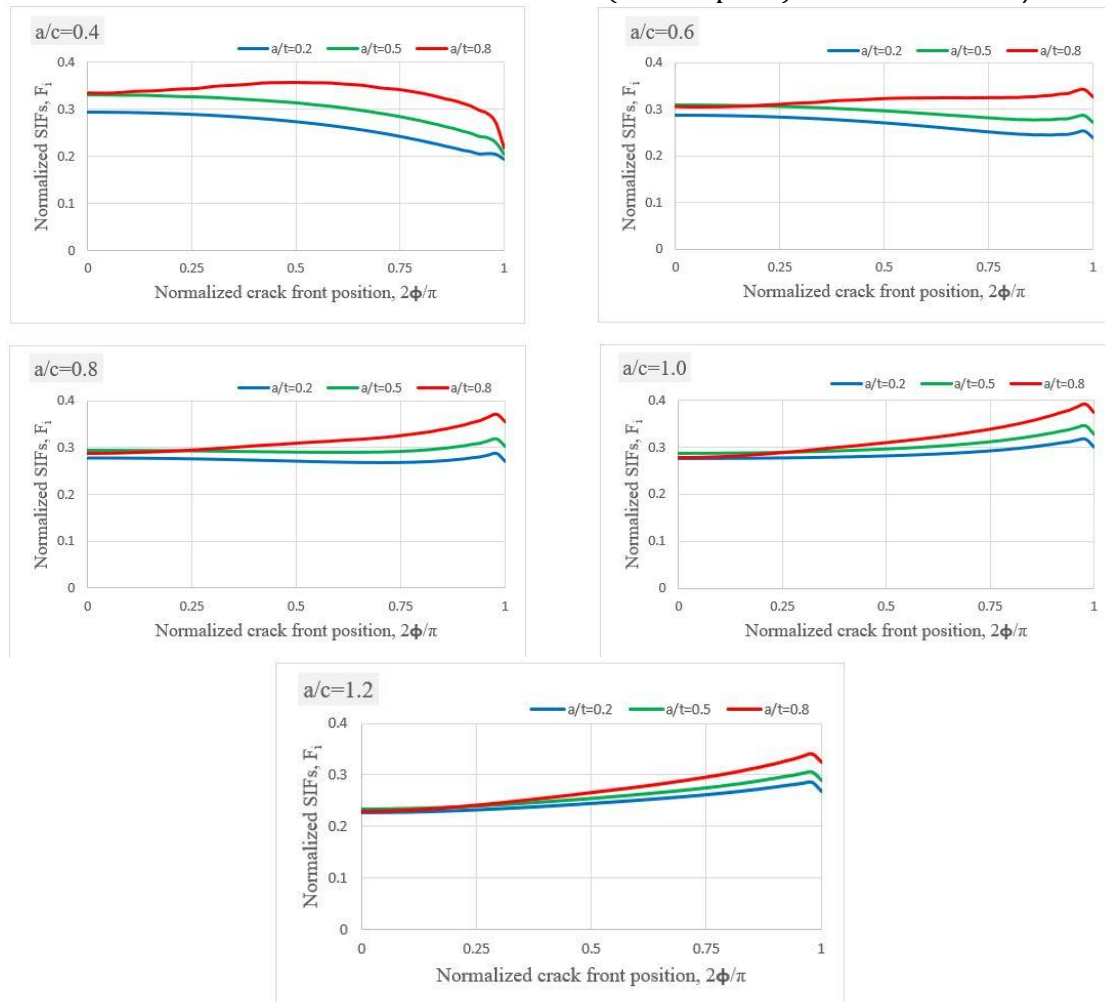 a/c=0.4
a/t=0.2 a/t=0.5 a/t=0.8
0.4
0.3
0.2
0.1
0
Normalized SIFs, Fᵢ
0 0.25 0.5 0.75 1
Normalized crack front position, 2ϕ/π
a/c=0.6
a/t=0.2 a/t=0.5 a/t=0.8
0.4
0.3
0.2
0.1
0
Normalized SIFs, Fᵢ
0 0.25 0.5 0.75 1
Normalized crack front position, 2ϕ/π
a/c=0.8
a/t=0.2 a/t=0.5 a/t=0.8
0.4
0.3
0.2
0.1
0
Normalized SIFs, Fᵢ
0 0.25 0.5 0.75 1
Normalized crack front position, 2ϕ/π
a/c=1.0
a/t=0.2 a/t=0.5 a/t=0.8
0.4
0.3
0.2
0.1
0
Normalized SIFs, Fᵢ
0 0.25 0.5 0.75 1
Normalized crack front position, 2ϕ/π
a/c=1.2
a/t=0.2 a/t=0.5 a/t=0.8
0.4
0.3
0.2
0.1
0
Normalized SIFs, Fᵢ
0 0.25 0.5 0.75 1
Normalized crack front position, 2ϕ/π